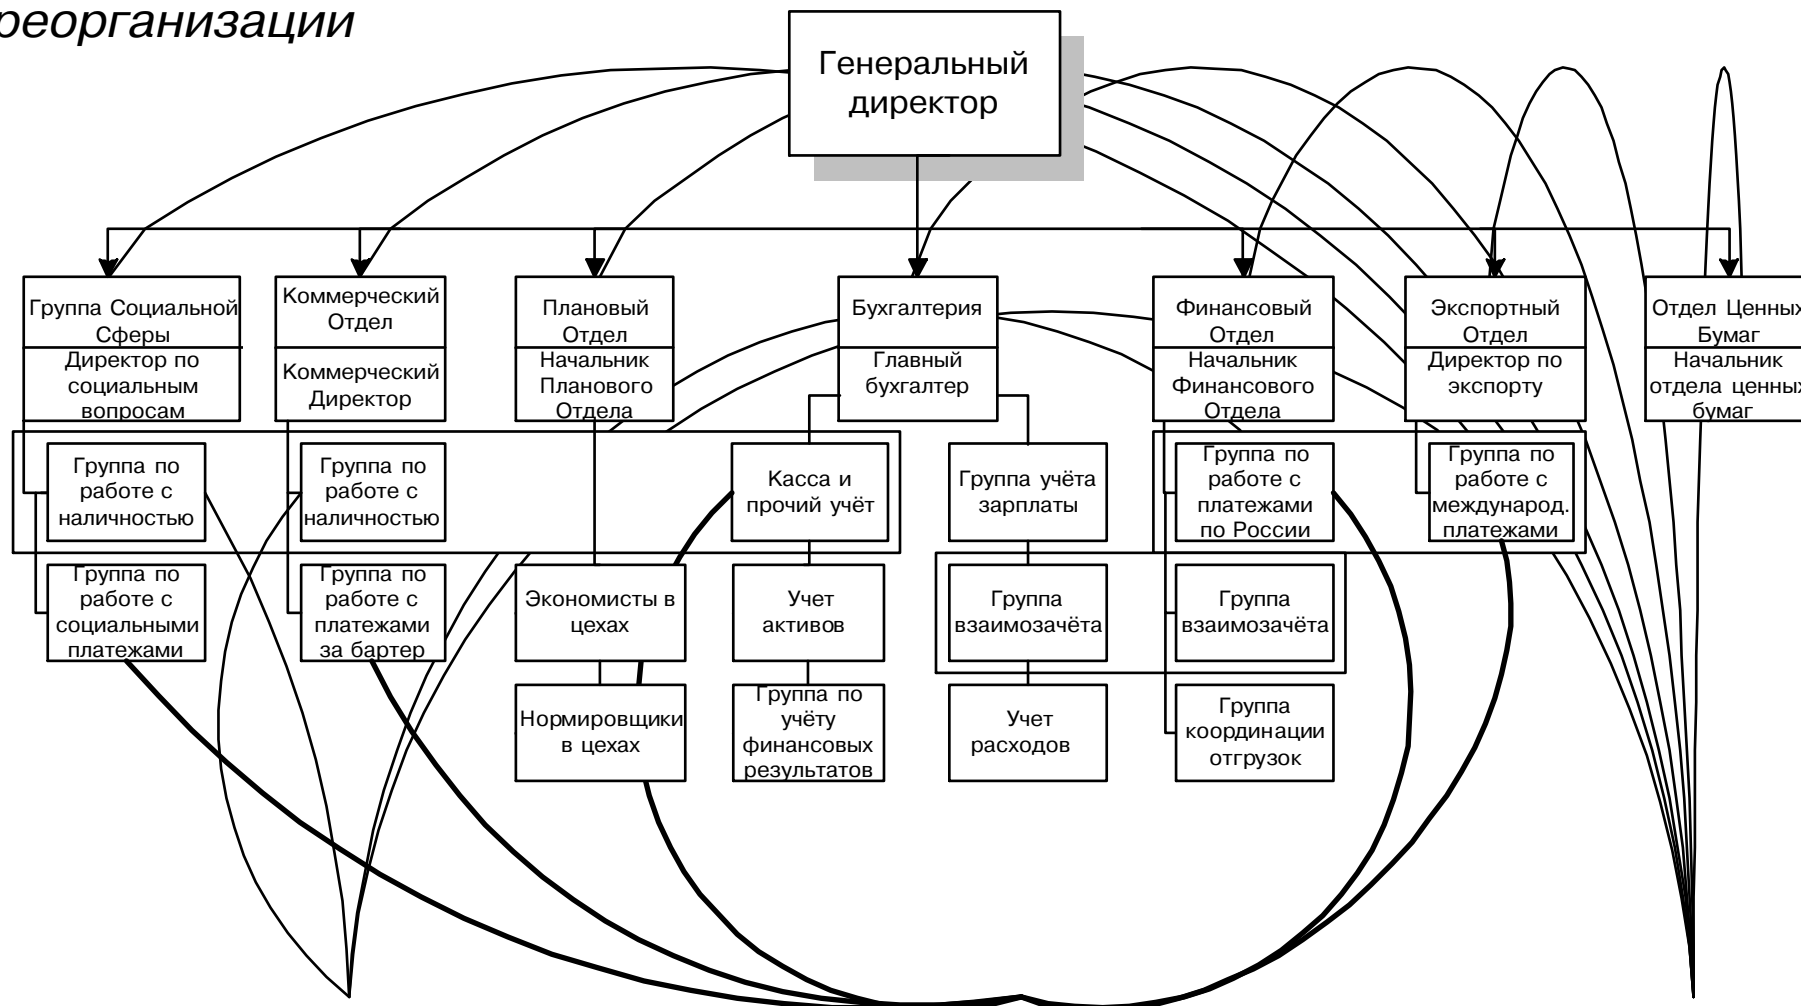 реорганизации
Генеральный
директор
Группа Социальной
Сферы
Директор по
социальным
вопросам
Коммерческий
Отдел
Коммерческий
Директор
Плановый
Отдел
Начальник
Планового
Отдела
Бухгалтерия
Главный
бухгалтер
Финансовый
Отдел
Начальник
Финансового
Отдела
Экспортный
Отдел
Директор по
экспорту
Отдел Ценных
Бумаг
Начальник
отдела ценных
бумаг
Группа по
работе с
наличностью
Группа по
работе с
наличностью
Касса и
прочий учёт
Группа учёта
зарплаты
Группа по
работе с
платежами
по России
Группа по
работе с
международ.
платежами
Группа по
работе с
социальными
платежами
Группа по
работе с
платежами
за бартер
Экономисты в
цехах
Учет
активов
Группа
взаимозачёта
Группа
взаимозачёта
Нормировщики
в цехах
Группа по
учёту
финансовых
результатов
Учет
расходов
Группа
координации
отгрузок